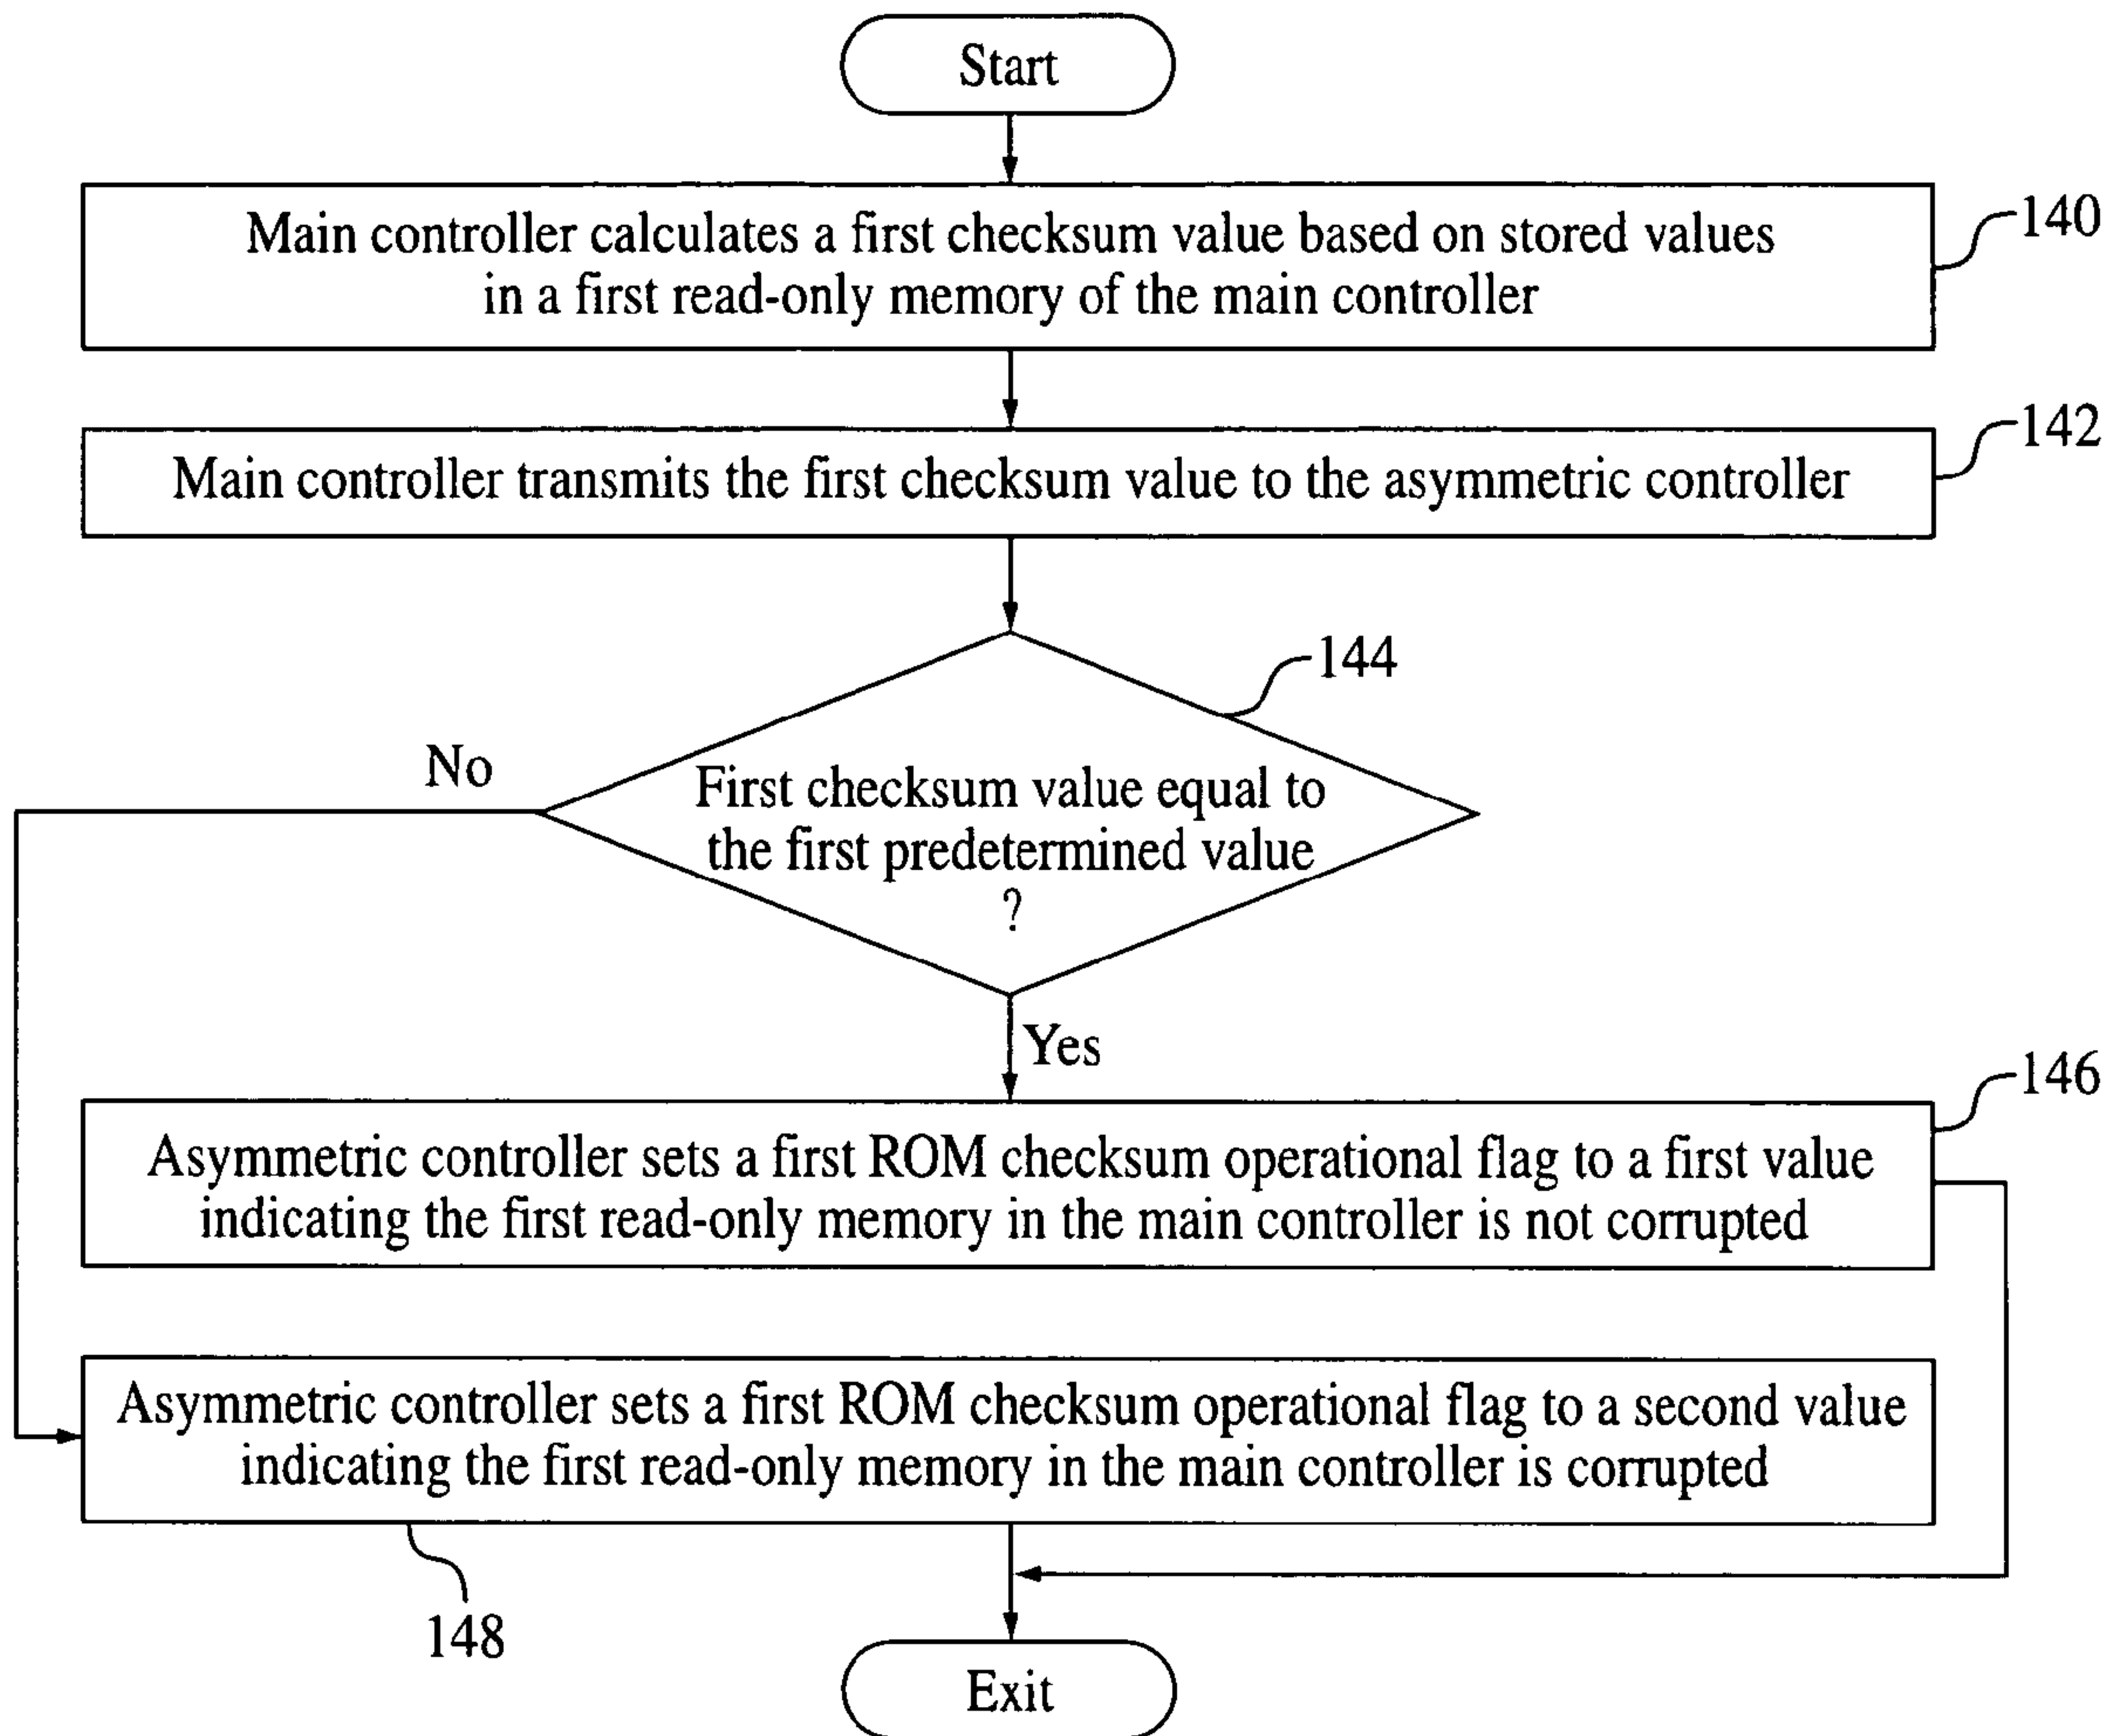 Start
Main controller calculates a first checksum value based on stored values
in a first read-only memory of the main controller
140
Main controller transmits the first checksum value to the asymmetric controller
142
144
No
First checksum value equal to
the first predetermined value
?
Yes
146
Asymmetric controller sets a first ROM checksum operational flag to a first value
indicating the first read-only memory in the main controller is not corrupted
Asymmetric controller sets a first ROM checksum operational flag to a second value
indicating the first read-only memory in the main controller is corrupted
148
Exit